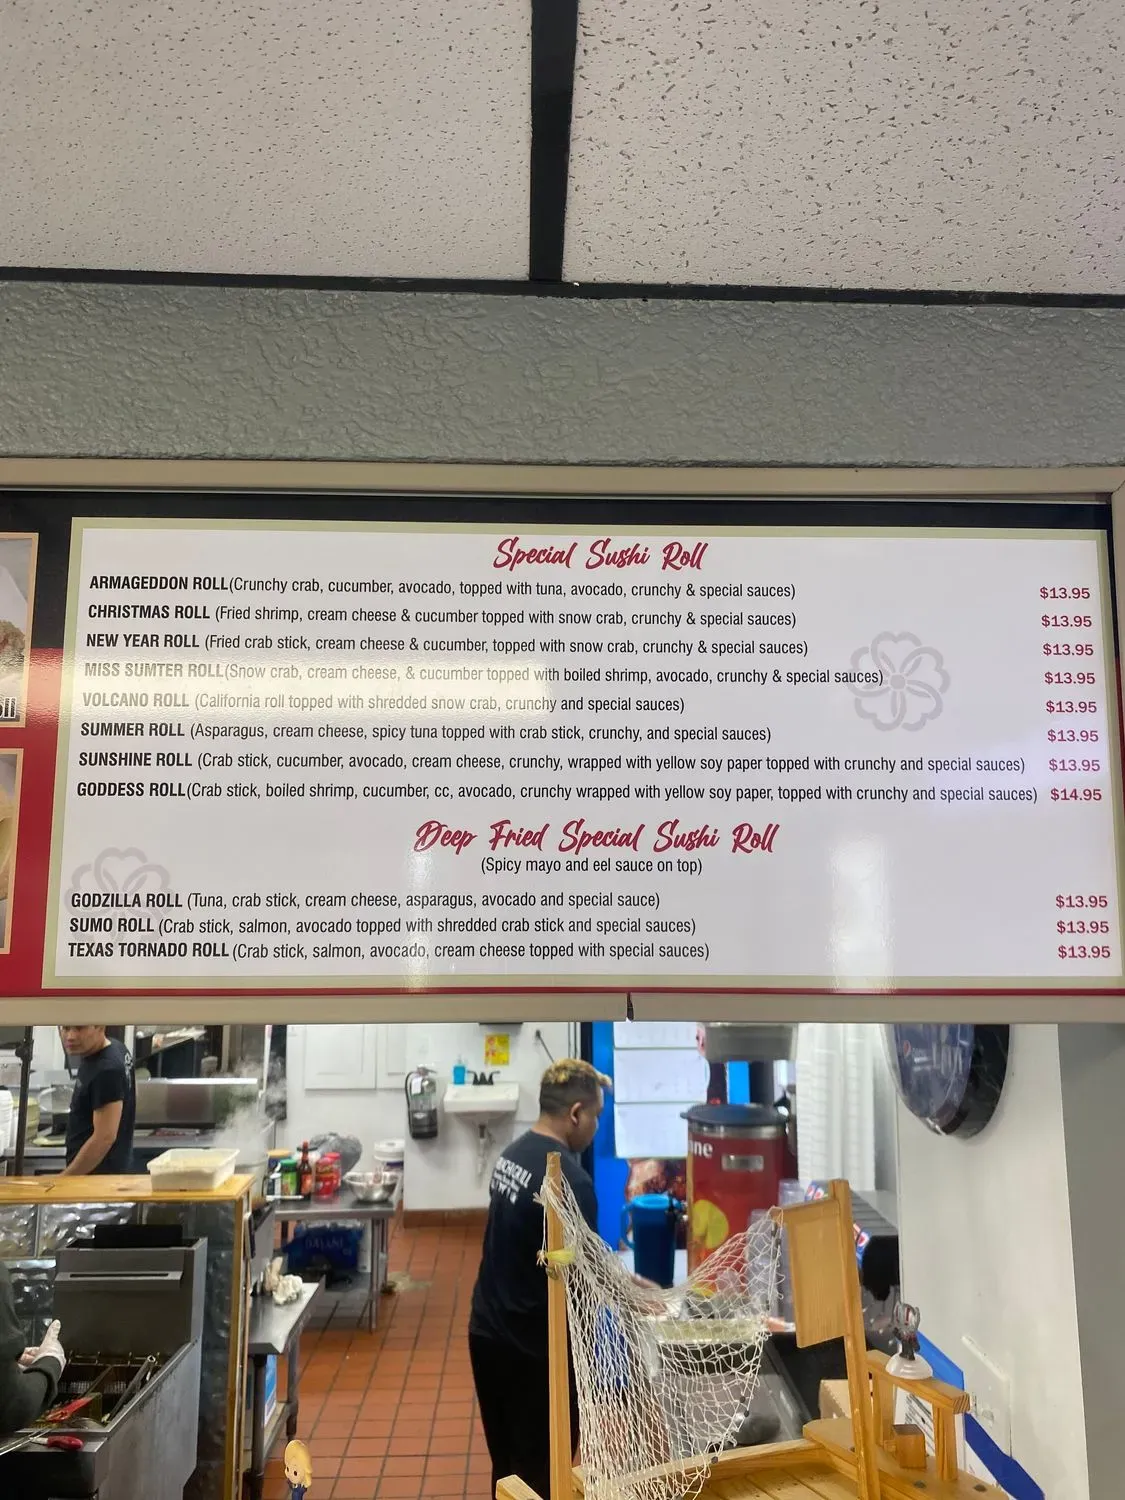 Special Sushi Roll
ARMAGEDDON ROLL(Crunchy crab, cucumber, avocado, topped with tuna, avocado, crunchy & special sauces) $13.95
CHRISTMAS ROLL (Fried shrimp, cream cheese & cucumber topped with snow crab, crunchy & special sauces) $13.95
NEW YEAR ROLL (Fried crab stick, cream cheese & cucumber, topped with snow crab, crunchy & special sauces) $13.95
MISS SUMTER ROLL(Snow crab, cream cheese, & cucumber topped with boiled shrimp, avocado, crunchy & special sauces) $13.95
VOLCANO ROLL (California roll topped with shredded snow crab, crunchy and special sauces) $13.95
SUMMER ROLL (Asparagus, cream cheese, spicy tuna topped with crab stick, crunchy, and special sauces) $13.95
SUNSHINE ROLL (Crab stick, cucumber, avocado, cream cheese, crunchy, wrapped with yellow soy paper topped with crunchy and special sauces) $13.95
GODDESS ROLL(Crab stick, boiled shrimp, cucumber, cc, avocado, crunchy wrapped with yellow soy paper, topped with crunchy and special sauces) $14.95
Deep Fried Special Sushi Roll
(Spicy mayo and eel sauce on top)
GODZILLA ROLL (Tuna, crab stick, cream cheese, asparagus, avocado and special sauce) $13.95
SUMO ROLL (Crab stick, salmon, avocado topped with shredded crab stick and special sauces) $13.95
TEXAS TORNADO ROLL (Crab stick, salmon, avocado, cream cheese topped with special sauces) $13.95